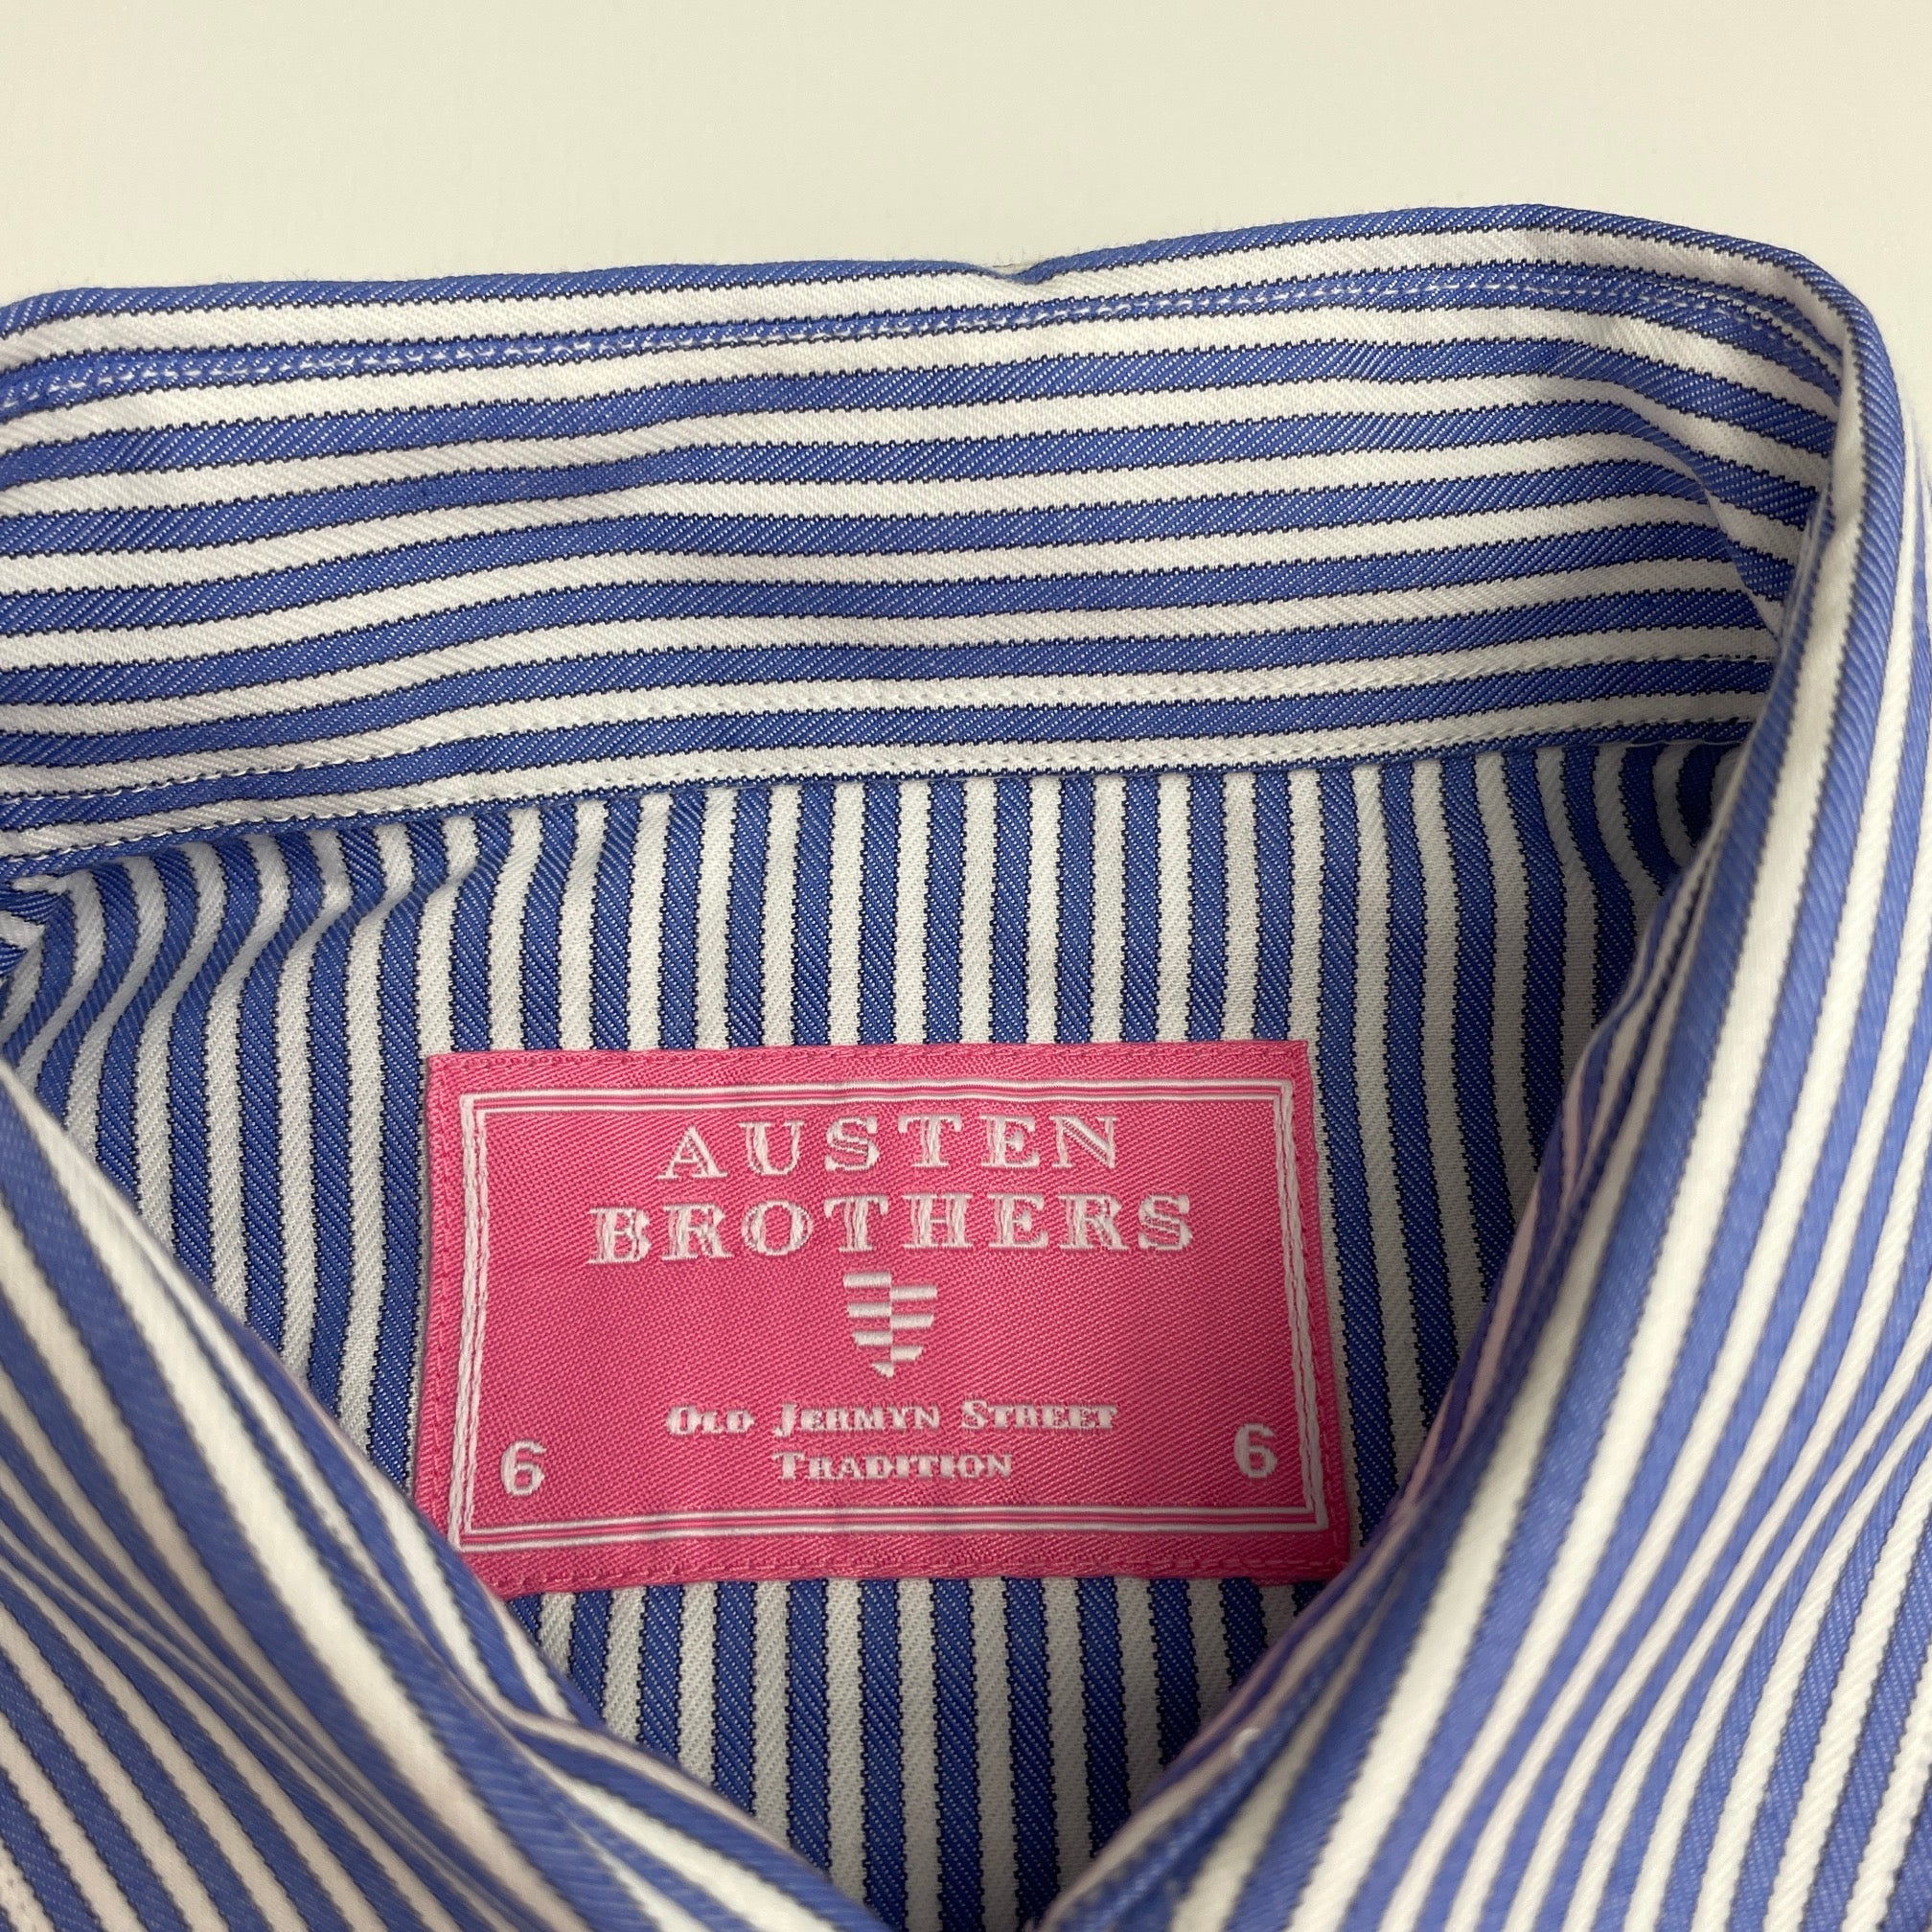 AUSTEN
BROTHERS
OLD JERMYN STREET
TRADITION
6 6